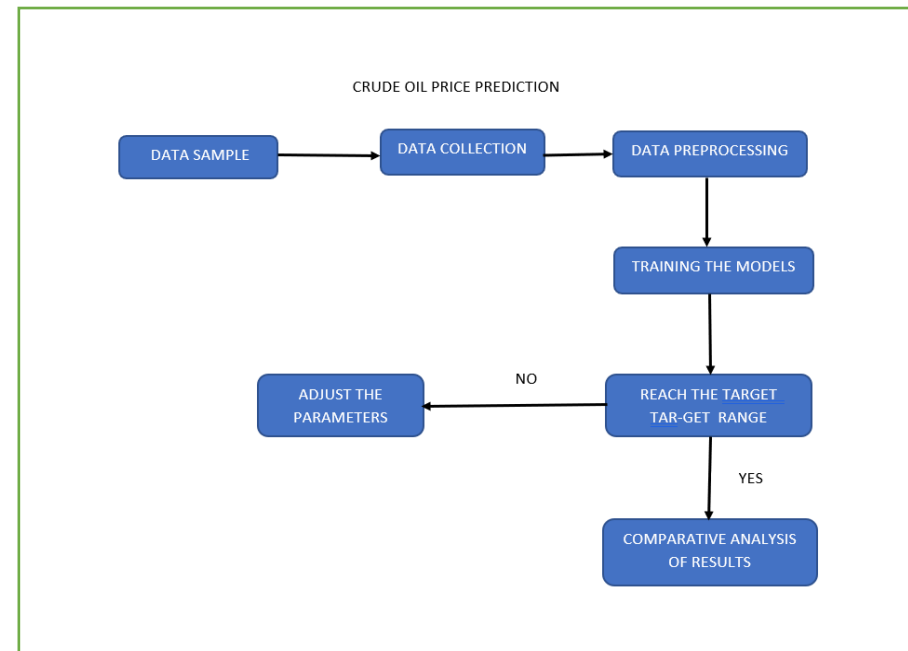 CRUDE OIL PRICE PREDICTION
DATA SAMPLE
DATA COLLECTION
DATA PREPROCESSING
TRAINING THE MODELS
NO
ADJUST THE
PARAMETERS
REACH THE TARGET
TAR-GET RANGE
YES
COMPARATIVE ANALYSIS
OF RESULTS